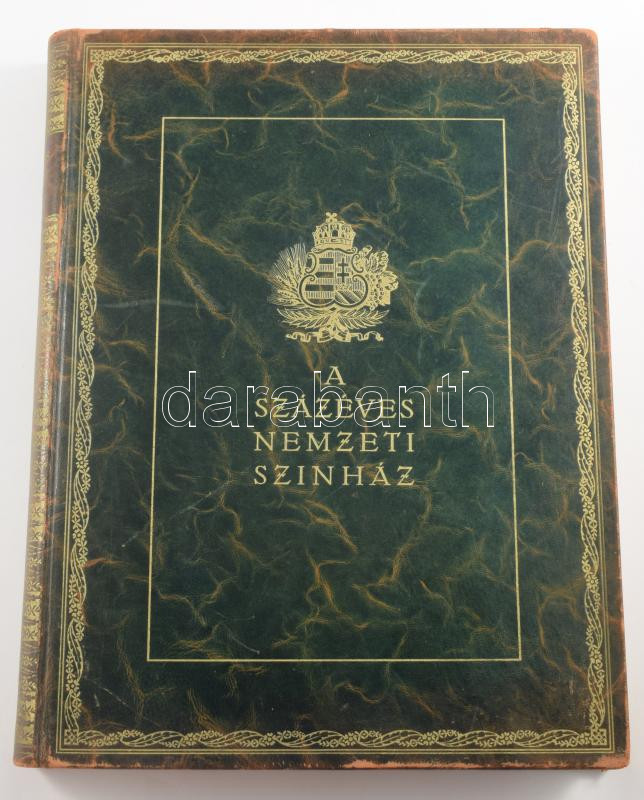 A
SZÁZÉVES
NEMZETI
SZINHÁZ
darabanth